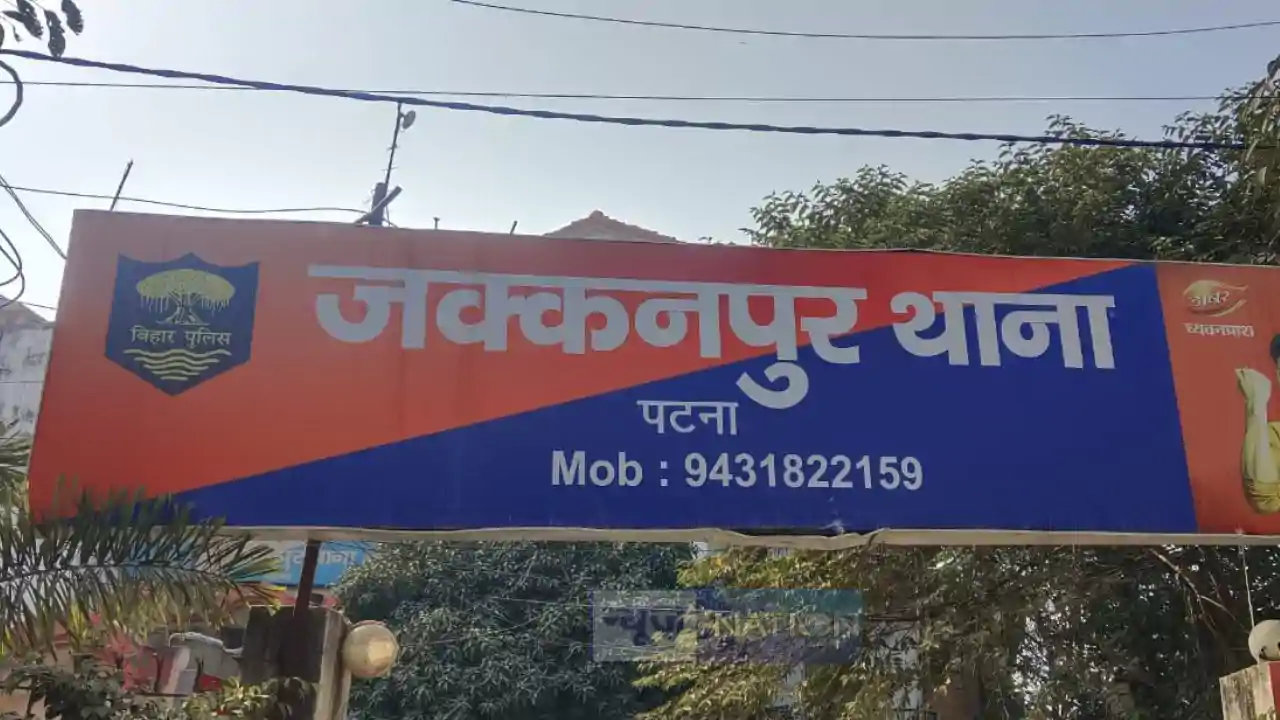 बिहार पुलिस
जक्कनपुर थाना
पटना
Mob : 9431822159
डाबर
च्यवनप्राश
थाना
न्यूज NATION